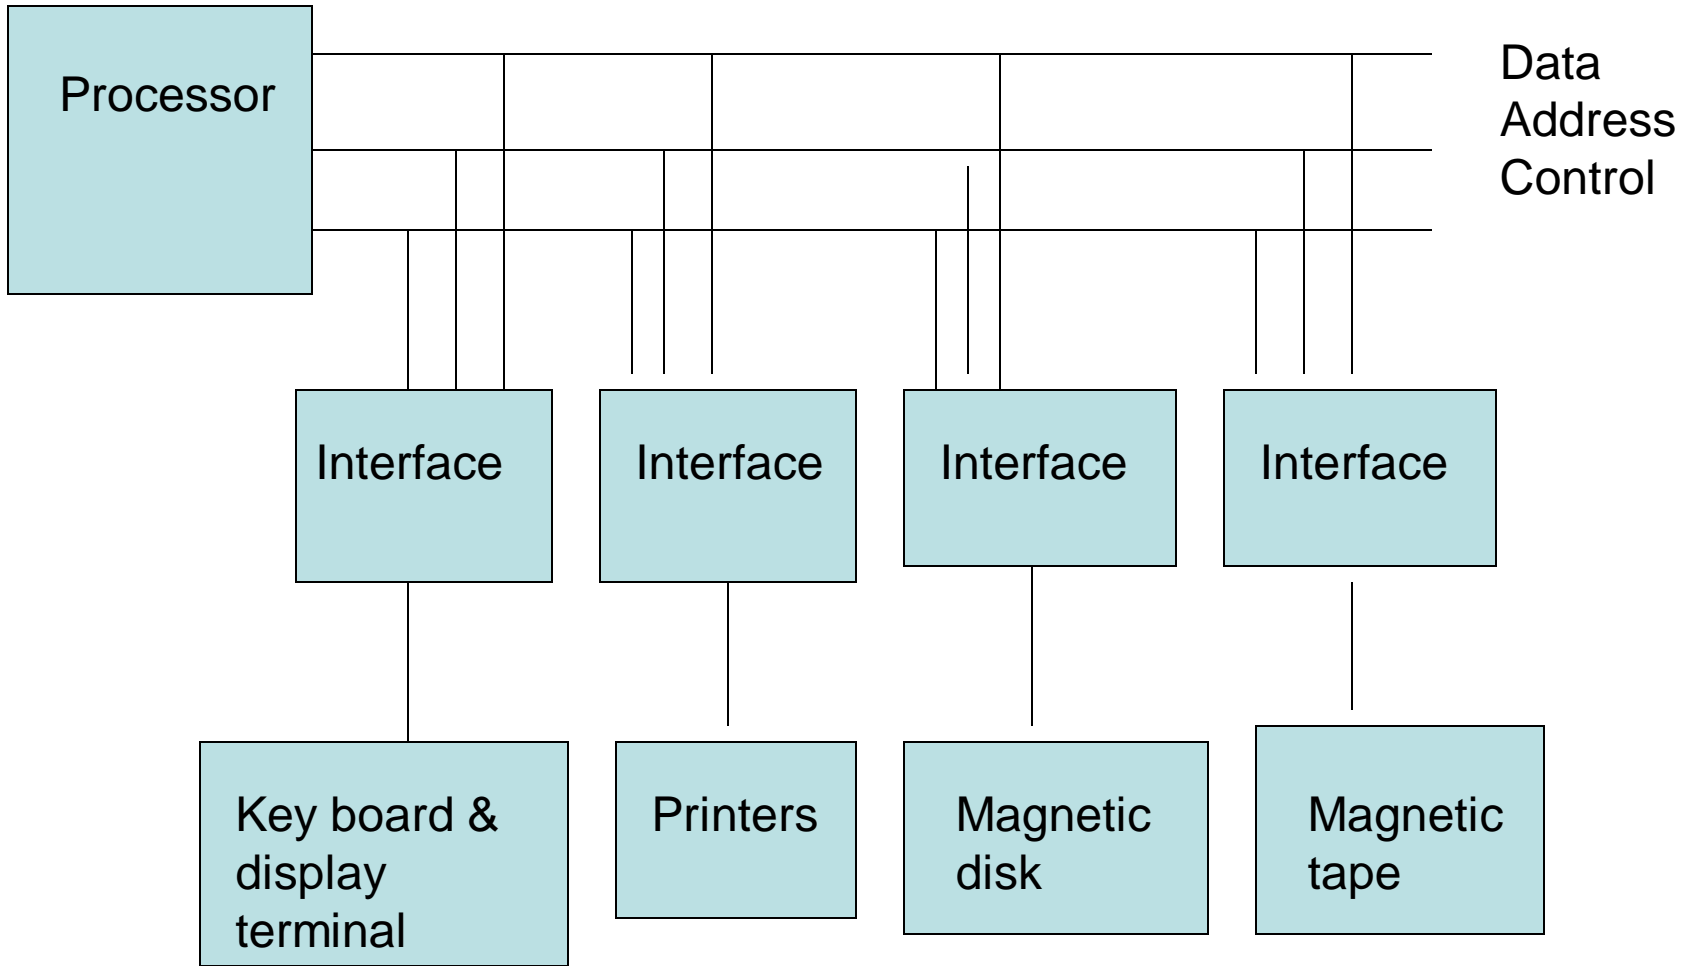 Processor
Data
Address
Control
Interface
Interface
Interface
Interface
Key board &
display
terminal
Printers
Magnetic
disk
Magnetic
tape